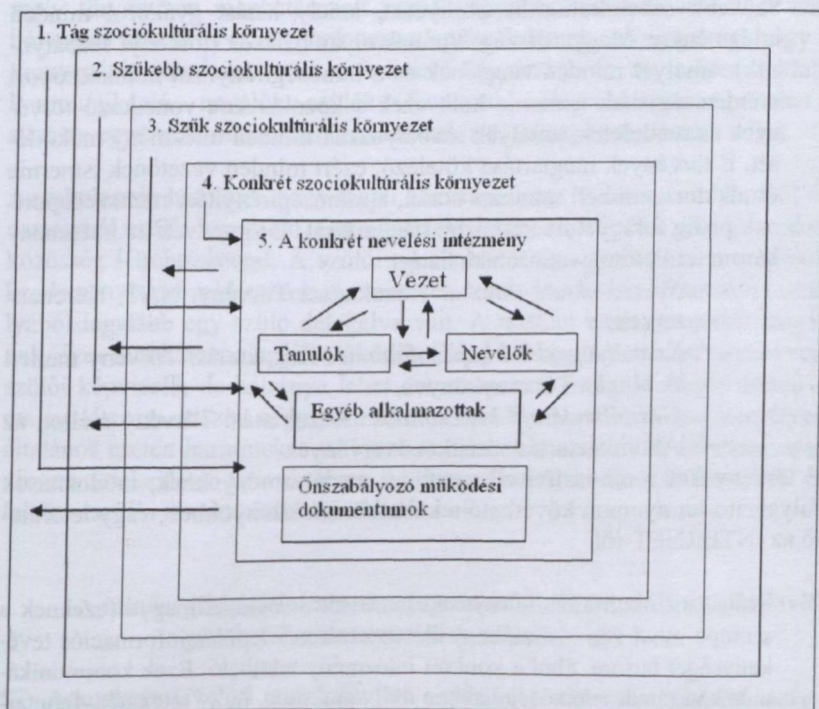 1. Tág szociókultúrális környezet
2. Szűkebb szociokultúrális környezet
3. Szűk szociokultúrális környezet
4. Konkrét szociokultúrális környezet
5. A konkrét nevelési intézmény
Vezet
Tanulók
Nevelők
Egyéb alkalmazottak
Önszabályozó működési
dokumentumok